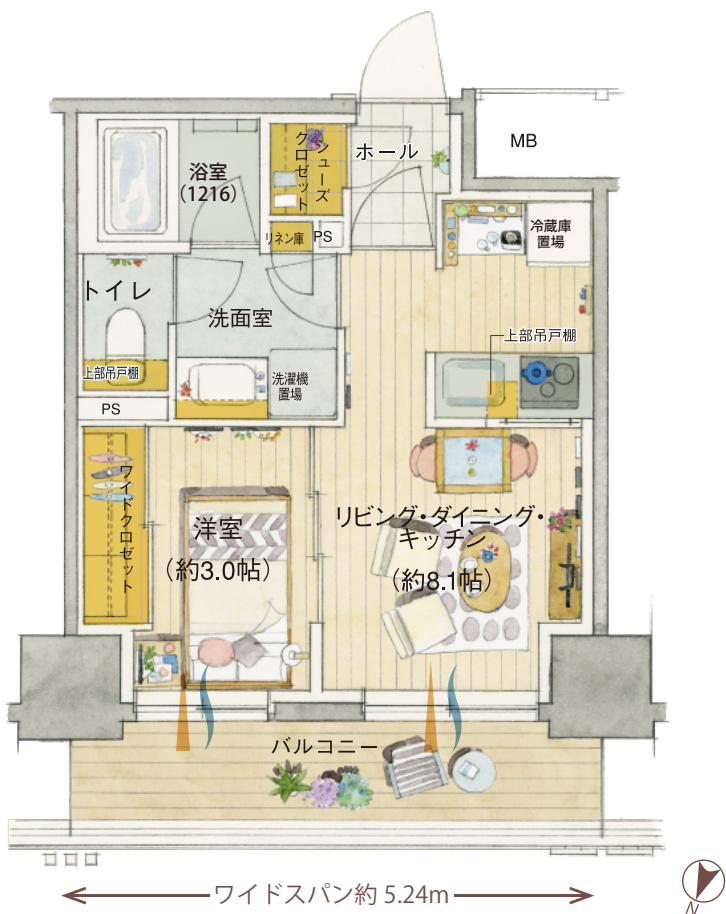 MB
浴室
(1216)
シューズ
クロゼット
ホール
リネン庫
PS
冷蔵庫
置場
トイレ
洗面室
上部吊戸棚
上部吊戸棚
洗濯機
置場
PS
ワイドクロゼット
洋室
(約3.0帖)
リビング・ダイニング・
キッチン
(約8.1帖)
バルコニー
ワイドスパン約 5.24m
N